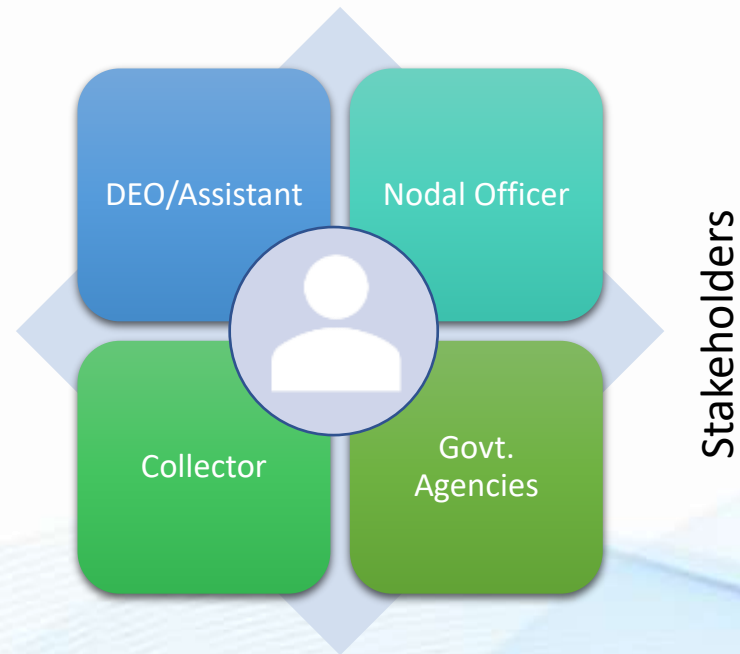 DEO/Assistant
Nodal Officer
Collector
Govt.
Agencies
Stakeholders